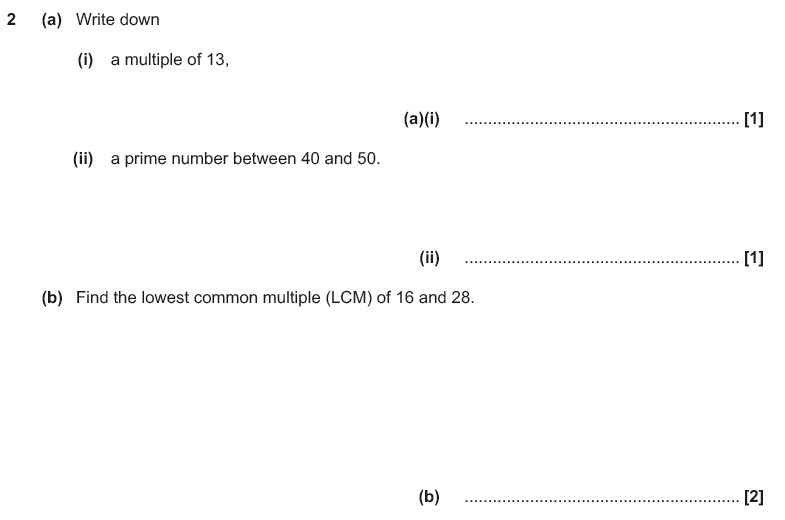 2 (a) Write down
(i) a multiple of 13,
(a)(i) .......................................................... [1]
(ii) a prime number between 40 and 50.
(ii) .......................................................... [1]
(b) Find the lowest common multiple (LCM) of 16 and 28.
(b) .......................................................... [2]